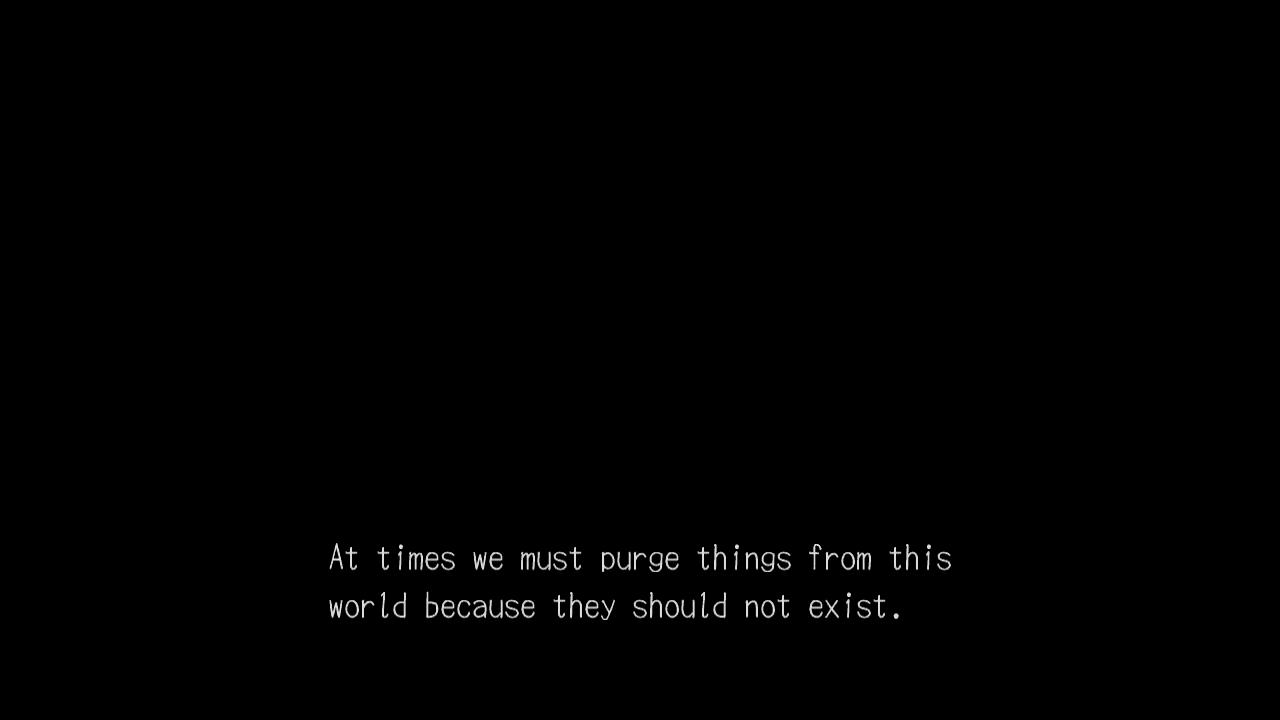 At times we must purge things from this
world because they should not exist.